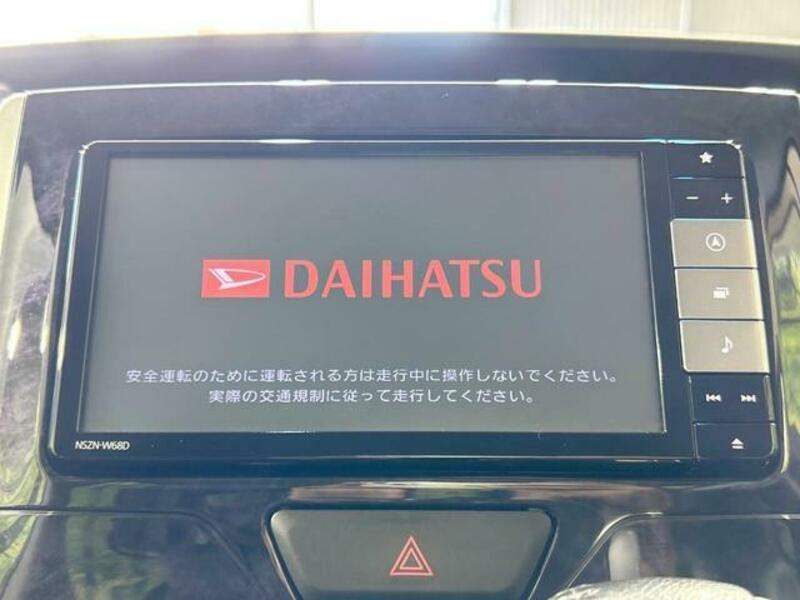 DAIHATSU
安全運転のために運転される方は走行中に操作しないでください。
実際の交通規制に従って走行してください。
NSZN-W68D